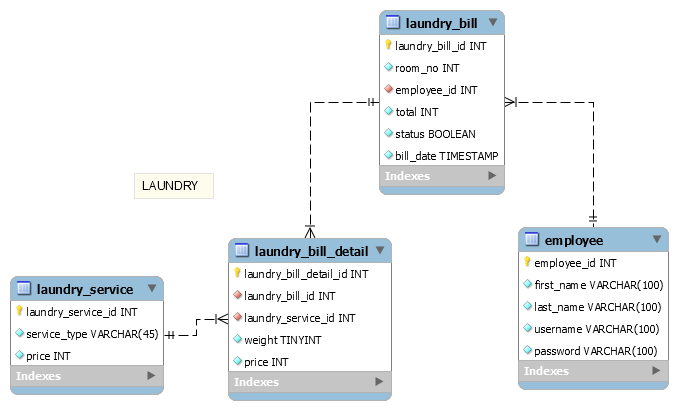 laundry_bill
laundry_bill_id INT
room_no INT
employee_id INT
total INT
status BOOLEAN
bill_date TIMESTAMP
Indexes
LAUNDRY
laundry_bill_detail
laundry_bill_detail_id INT
laundry_bill_id INT
laundry_service_id INT
weight TINYINT
price INT
Indexes
employee
employee_id INT
first_name VARCHAR(100)
last_name VARCHAR(100)
username VARCHAR(100)
password VARCHAR(100)
Indexes
laundry_service
laundry_service_id INT
service_type VARCHAR(45)
price INT
Indexes